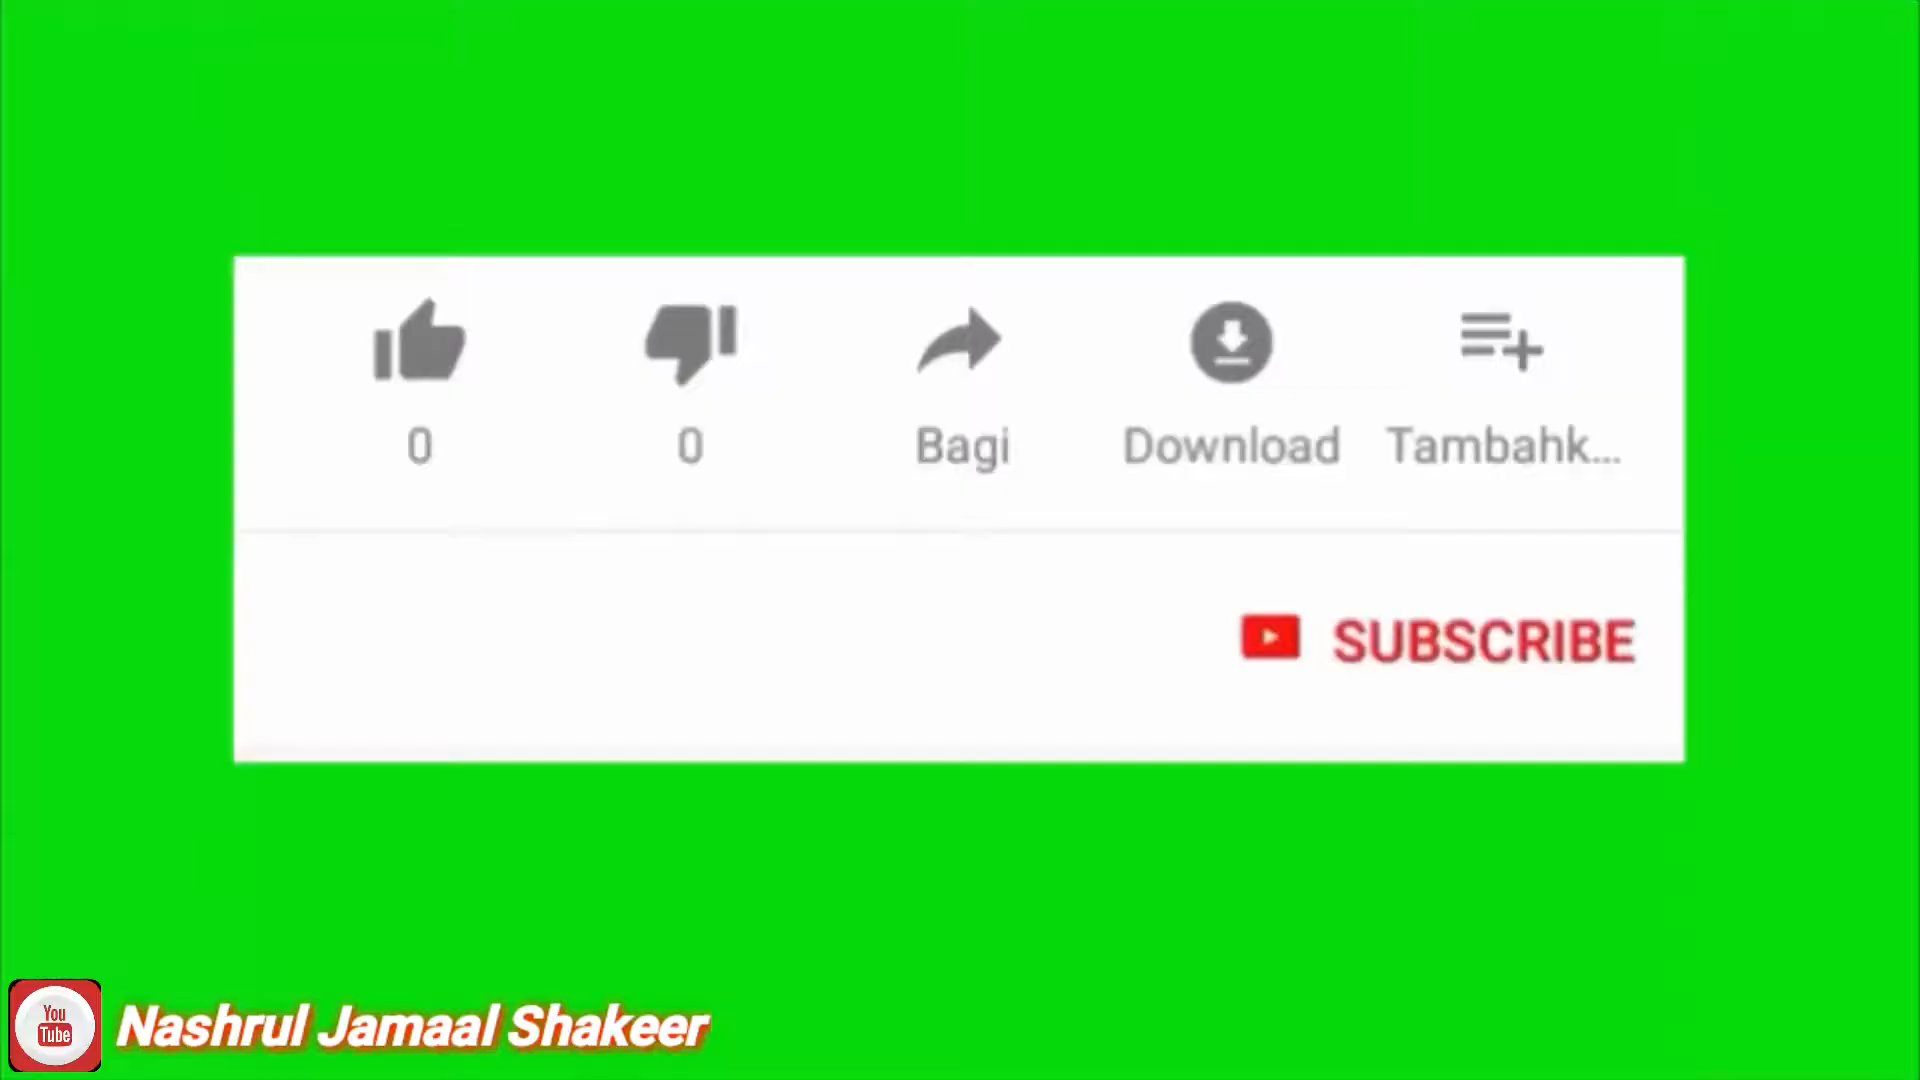 0 0 Bagi Download Tambahk...
SUBSCRIBE
You
Tube
Nashrul Jamaal Shakeer